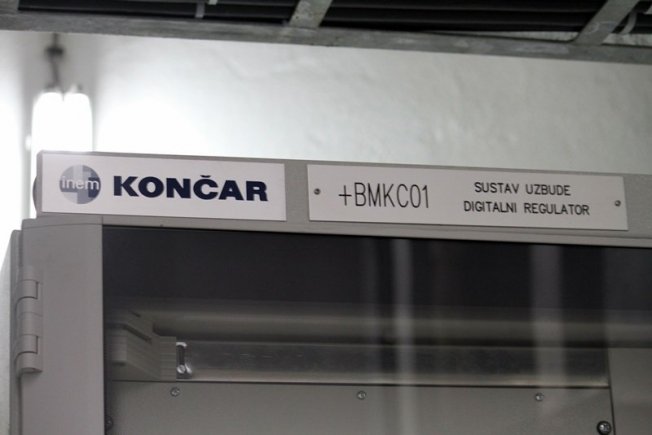 inem KONČAR
+BMKC01
SUSTAV UZBUDE
DIGITALNI REGULATOR